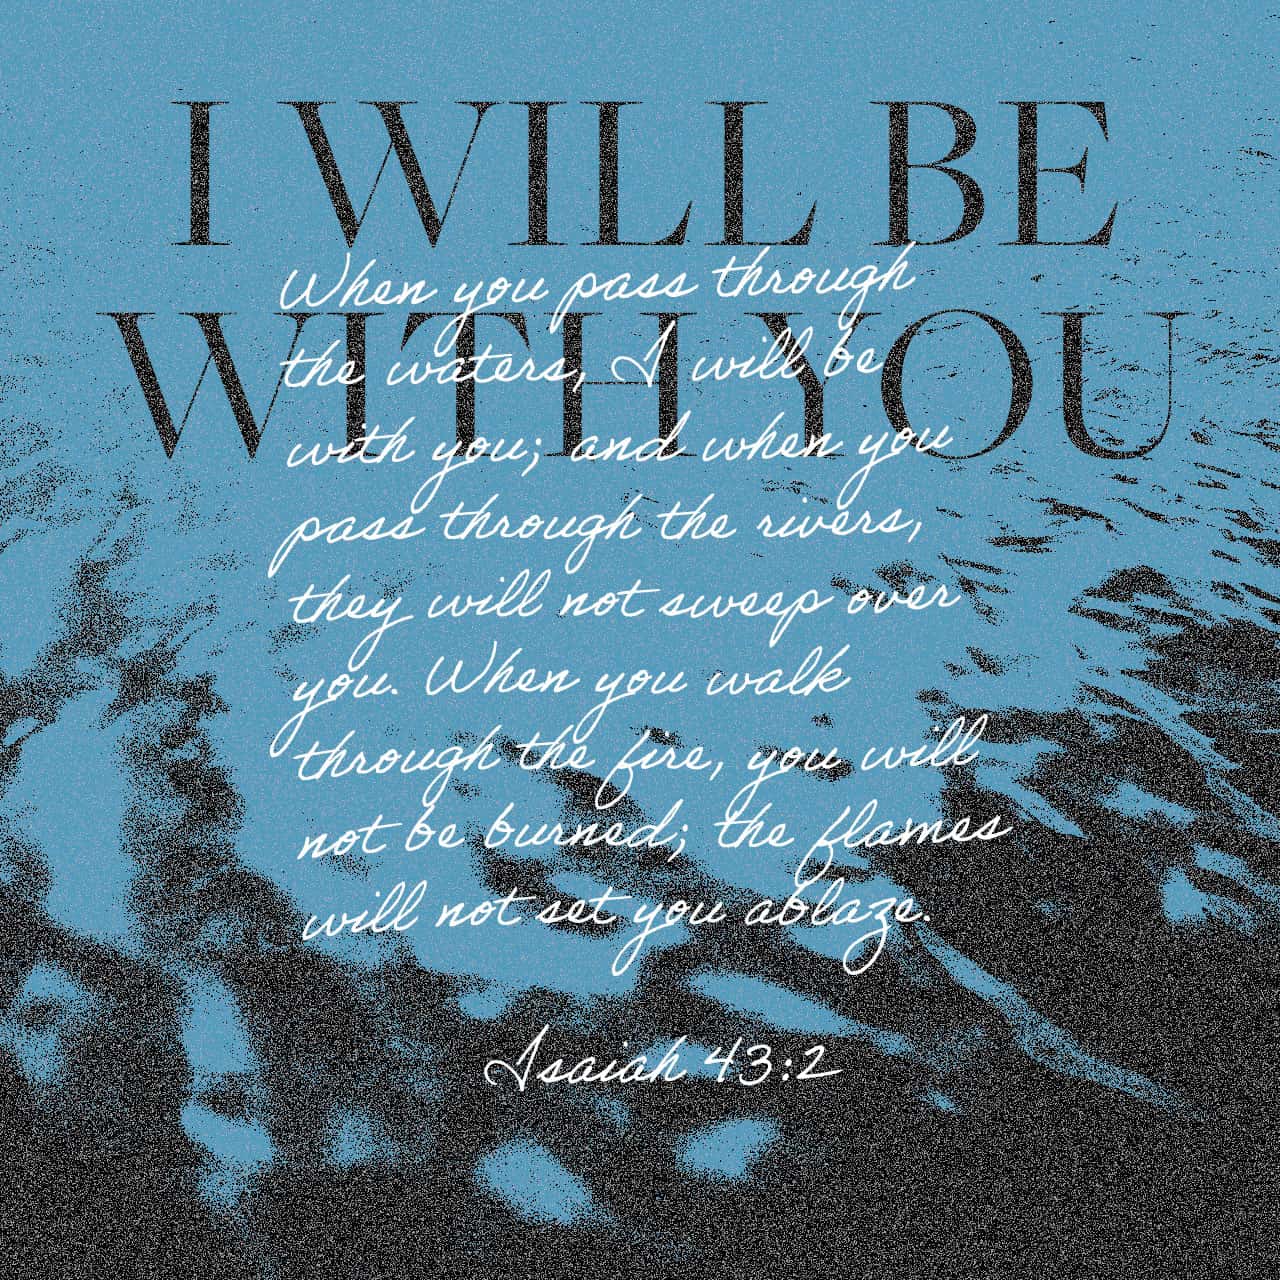 I WILL BE
WITH YOU
When you pass through
the waters, I will be
with you; and when you
pass through the rivers,
they will not sweep over
you. When you walk
through the fire, you will
not be burned; the flames
will not set you ablaze.
Isaiah 43:2